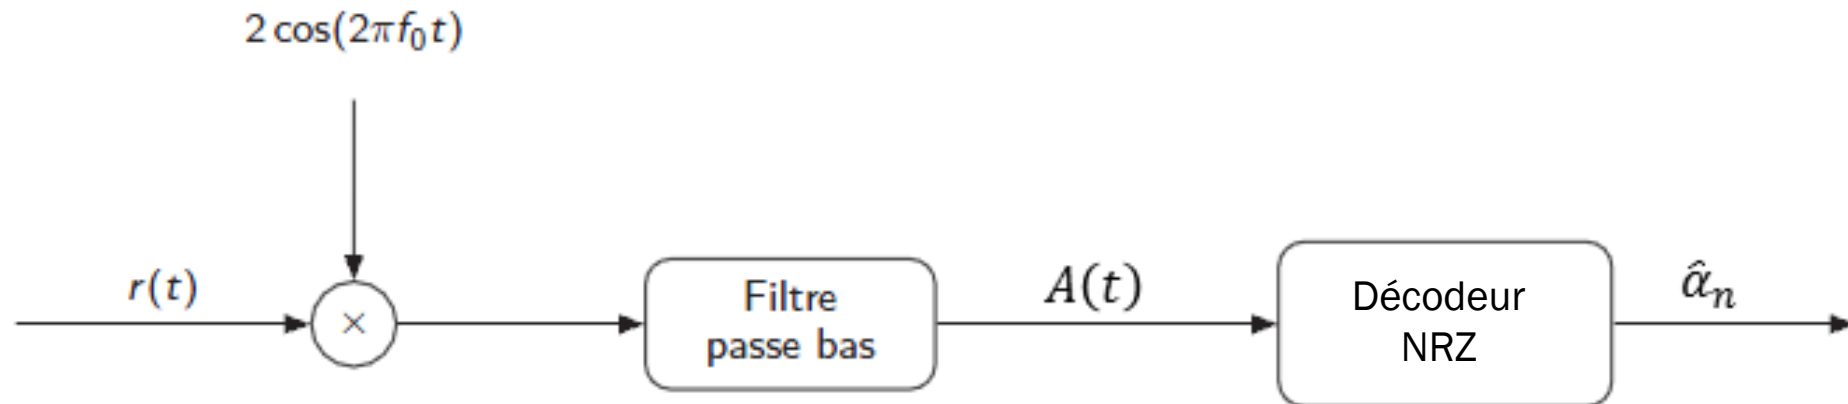 2 cos(2πf₀t)
r(t)
×
Filtre
passe bas
A(t)
Décodeur
NRZ
α̂ₙ